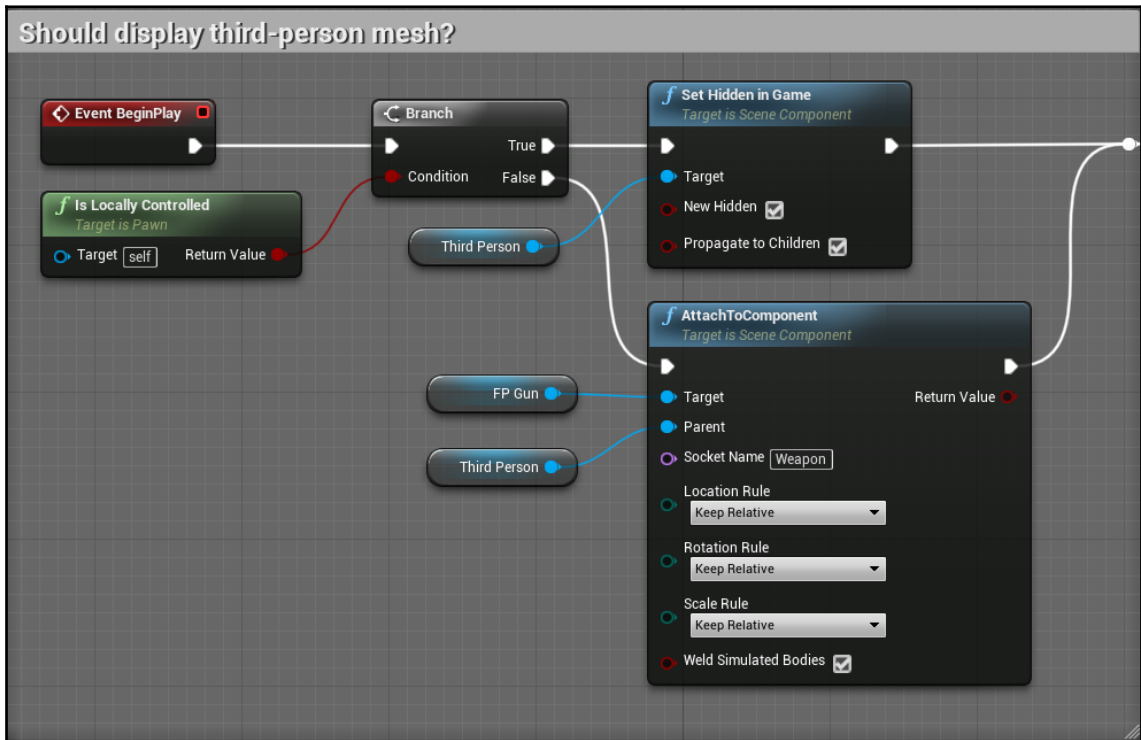 Should display third-person mesh?
Event BeginPlay
Branch
True
Condition
False
Is Locally Controlled
Target is Pawn
Target self
Return Value
Third Person
f Set Hidden in Game
Target is Scene Component
Target
New Hidden
Propagate to Children
f AttachToComponent
Target is Scene Component
FP Gun
Target
Return Value
Third Person
Parent
Socket Name Weapon
Location Rule
Keep Relative
Rotation Rule
Keep Relative
Scale Rule
Keep Relative
Weld Simulated Bodies